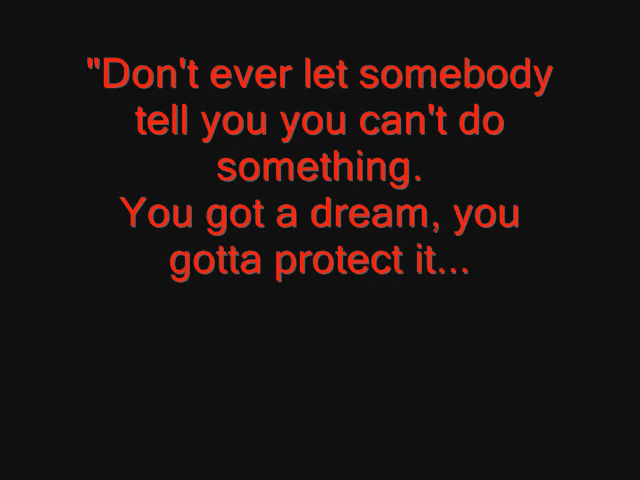 "Don't ever let somebody
tell you you can't do
something.
You got a dream, you
gotta protect it...